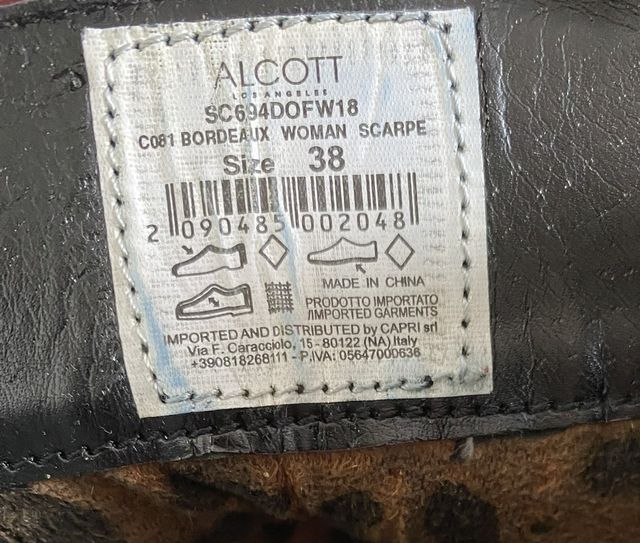 ALCOTT
LOS ANGELES
SC694DOFW18
C081 BORDEAUX WOMAN SCARPE
Size 38
2 090485 002048
MADE IN CHINA
PRODOTTO IMPORTATO
/IMPORTED GARMENTS
IMPORTED AND DISTRIBUTED by CAPRI srl
Via F. Caracciolo, 15 - 80122 (NA) Italy
+390818268111 - P.IVA: 05647000636